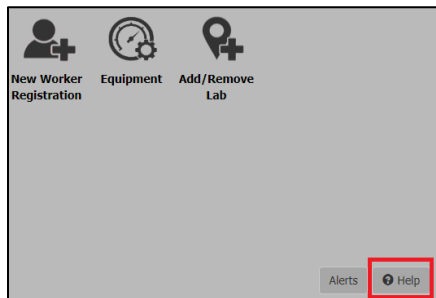 New Worker
Registration
Equipment
Add/Remove
Lab
Alerts
Help